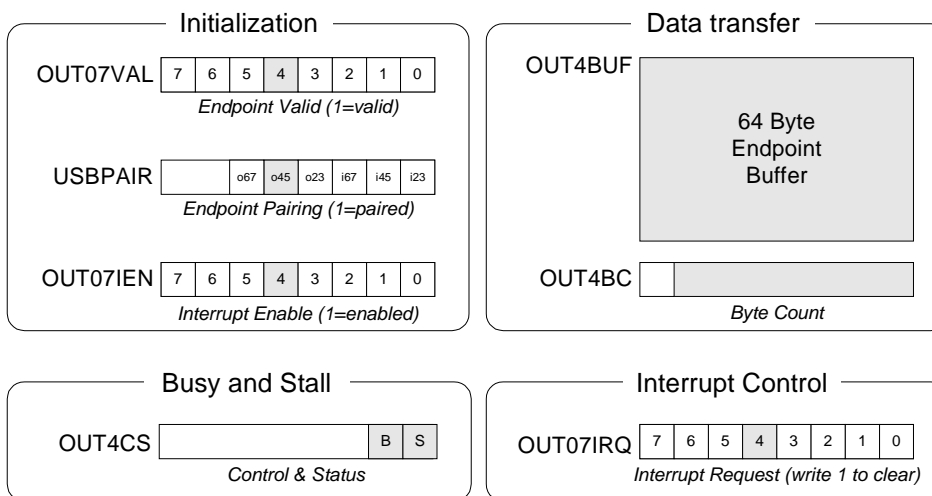 Initialization
OUT07VAL 7 6 5 4 3 2 1 0
Endpoint Valid (1=valid)
USBPAIR o67 o45 o23 i67 i45 i23
Endpoint Pairing (1=paired)
OUT07IEN 7 6 5 4 3 2 1 0
Interrupt Enable (1=enabled)
Data transfer
OUT4BUF
64 Byte
Endpoint
Buffer
OUT4BC
Byte Count
Busy and Stall
OUT4CS B S
Control & Status
Interrupt Control
OUT07IRQ 7 6 5 4 3 2 1 0
Interrupt Request (write 1 to clear)